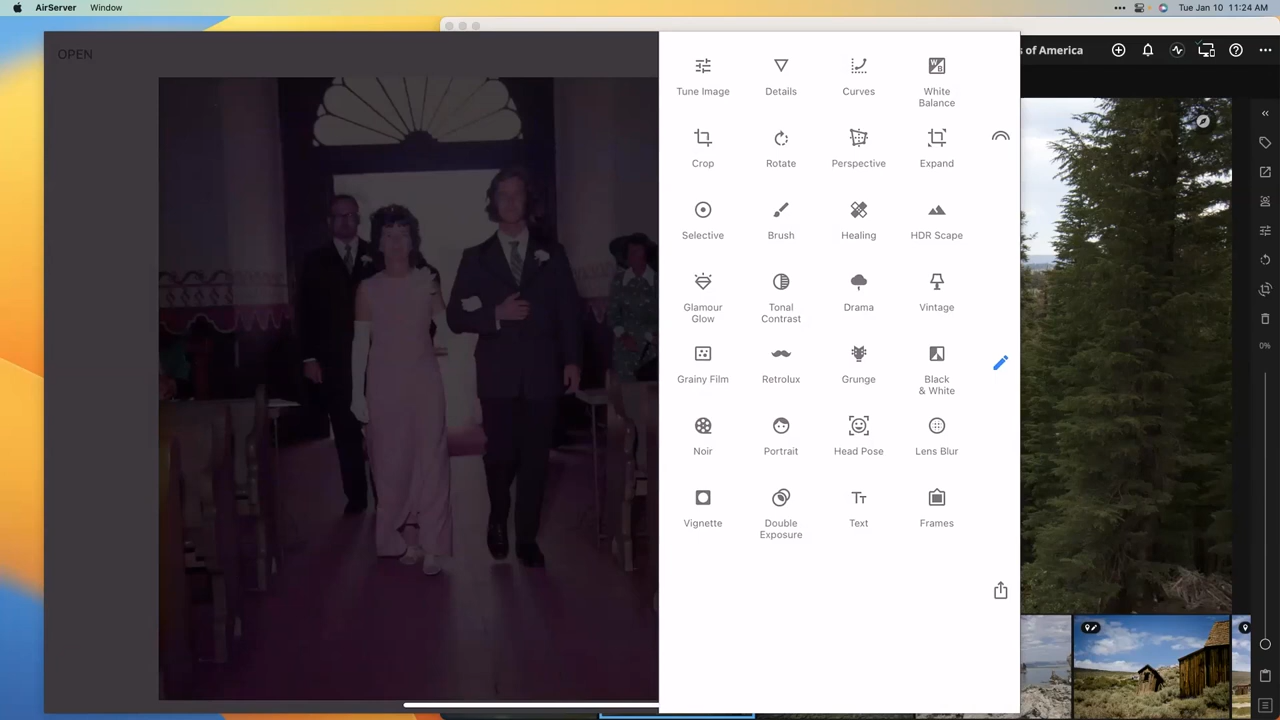 AirServer Window
Tue Jan 10 11:24 AM
OPEN
s of America
Tune Image
Details
Curves
White
Balance
Crop
Rotate
Perspective
Expand
Selective
Brush
Healing
HDR Scape
Glamour
Glow
Tonal
Contrast
Drama
Vintage
Grainy Film
Retrolux
Grunge
Black
& White
Noir
Portrait
Head Pose
Lens Blur
Vignette
Double
Exposure
Text
Frames
0%